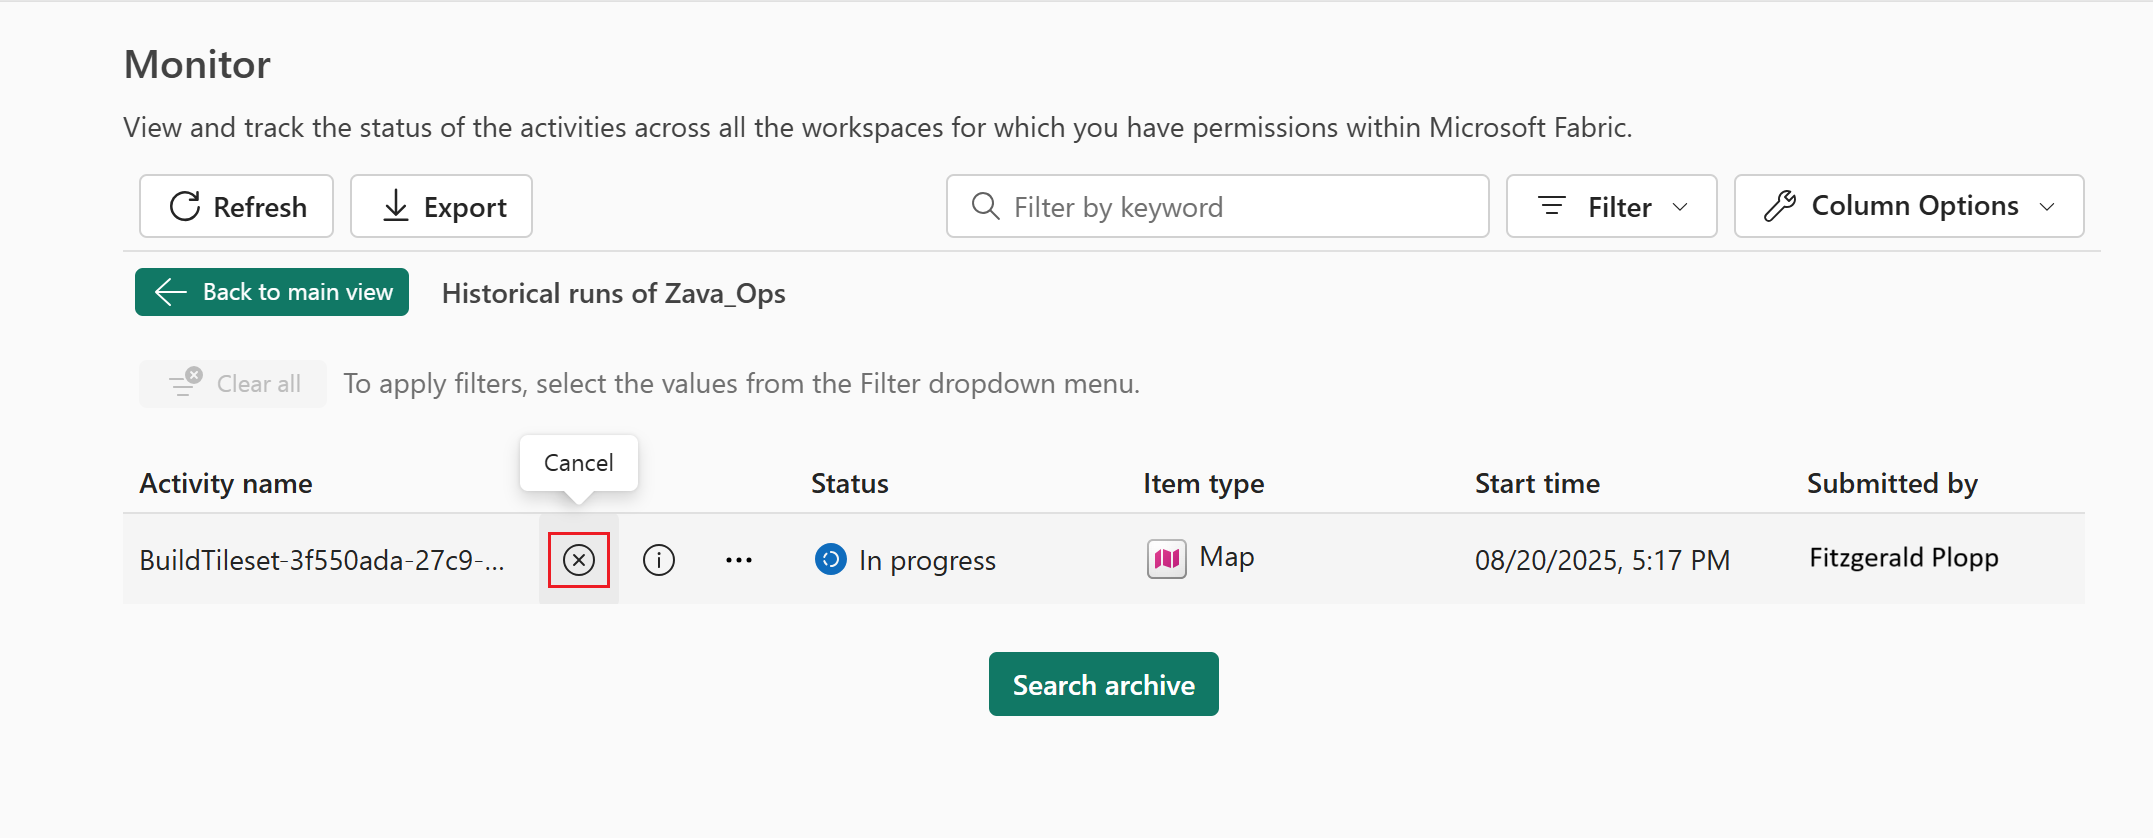 Monitor
View and track the status of the activities across all the workspaces for which you have permissions within Microsoft Fabric.
Refresh Export Filter by keyword Filter Column Options
Back to main view Historical runs of Zava_Ops
Clear all To apply filters, select the values from the Filter dropdown menu.
Cancel
Activity name Status Item type Start time Submitted by
BuildTileset-3f550ada-27c9-... In progress Map 08/20/2025, 5:17 PM Fitzgerald Plopp
Search archive